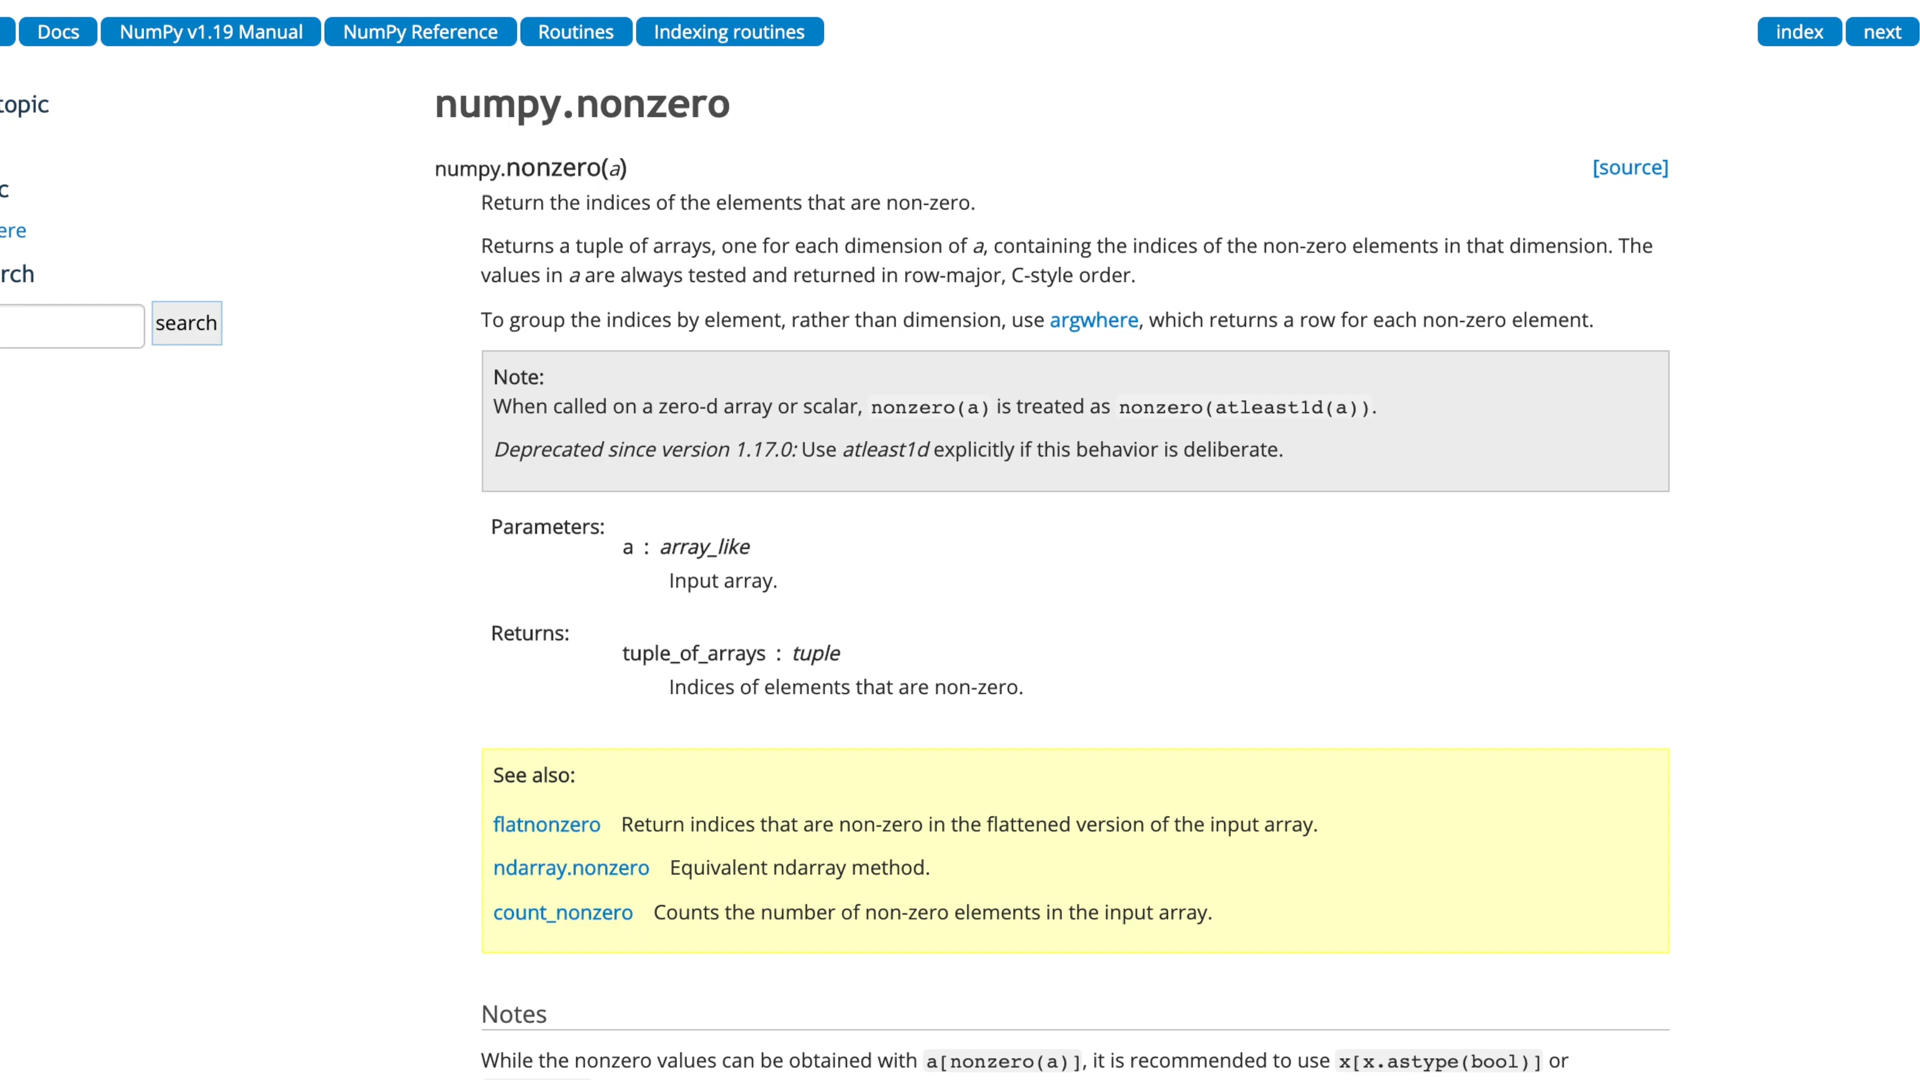 Docs NumPy v1.19 Manual NumPy Reference Routines Indexing routines index next
topic
numpy.nonzero
numpy.nonzero(a) [source]
c
Return the indices of the elements that are non-zero.
ere
Returns a tuple of arrays, one for each dimension of a, containing the indices of the non-zero elements in that dimension. The
values in a are always tested and returned in row-major, C-style order.
rch
To group the indices by element, rather than dimension, use argwhere, which returns a row for each non-zero element.
search
Note:
When called on a zero-d array or scalar, nonzero(a) is treated as nonzero(atleast1d(a)).
Deprecated since version 1.17.0: Use atleast1d explicitly if this behavior is deliberate.
Parameters:
a : array_like
Input array.
Returns:
tuple_of_arrays : tuple
Indices of elements that are non-zero.
See also:
flatnonzero Return indices that are non-zero in the flattened version of the input array.
ndarray.nonzero Equivalent ndarray method.
count_nonzero Counts the number of non-zero elements in the input array.
Notes
While the nonzero values can be obtained with a[nonzero(a)], it is recommended to use x[x.astype(bool)] or